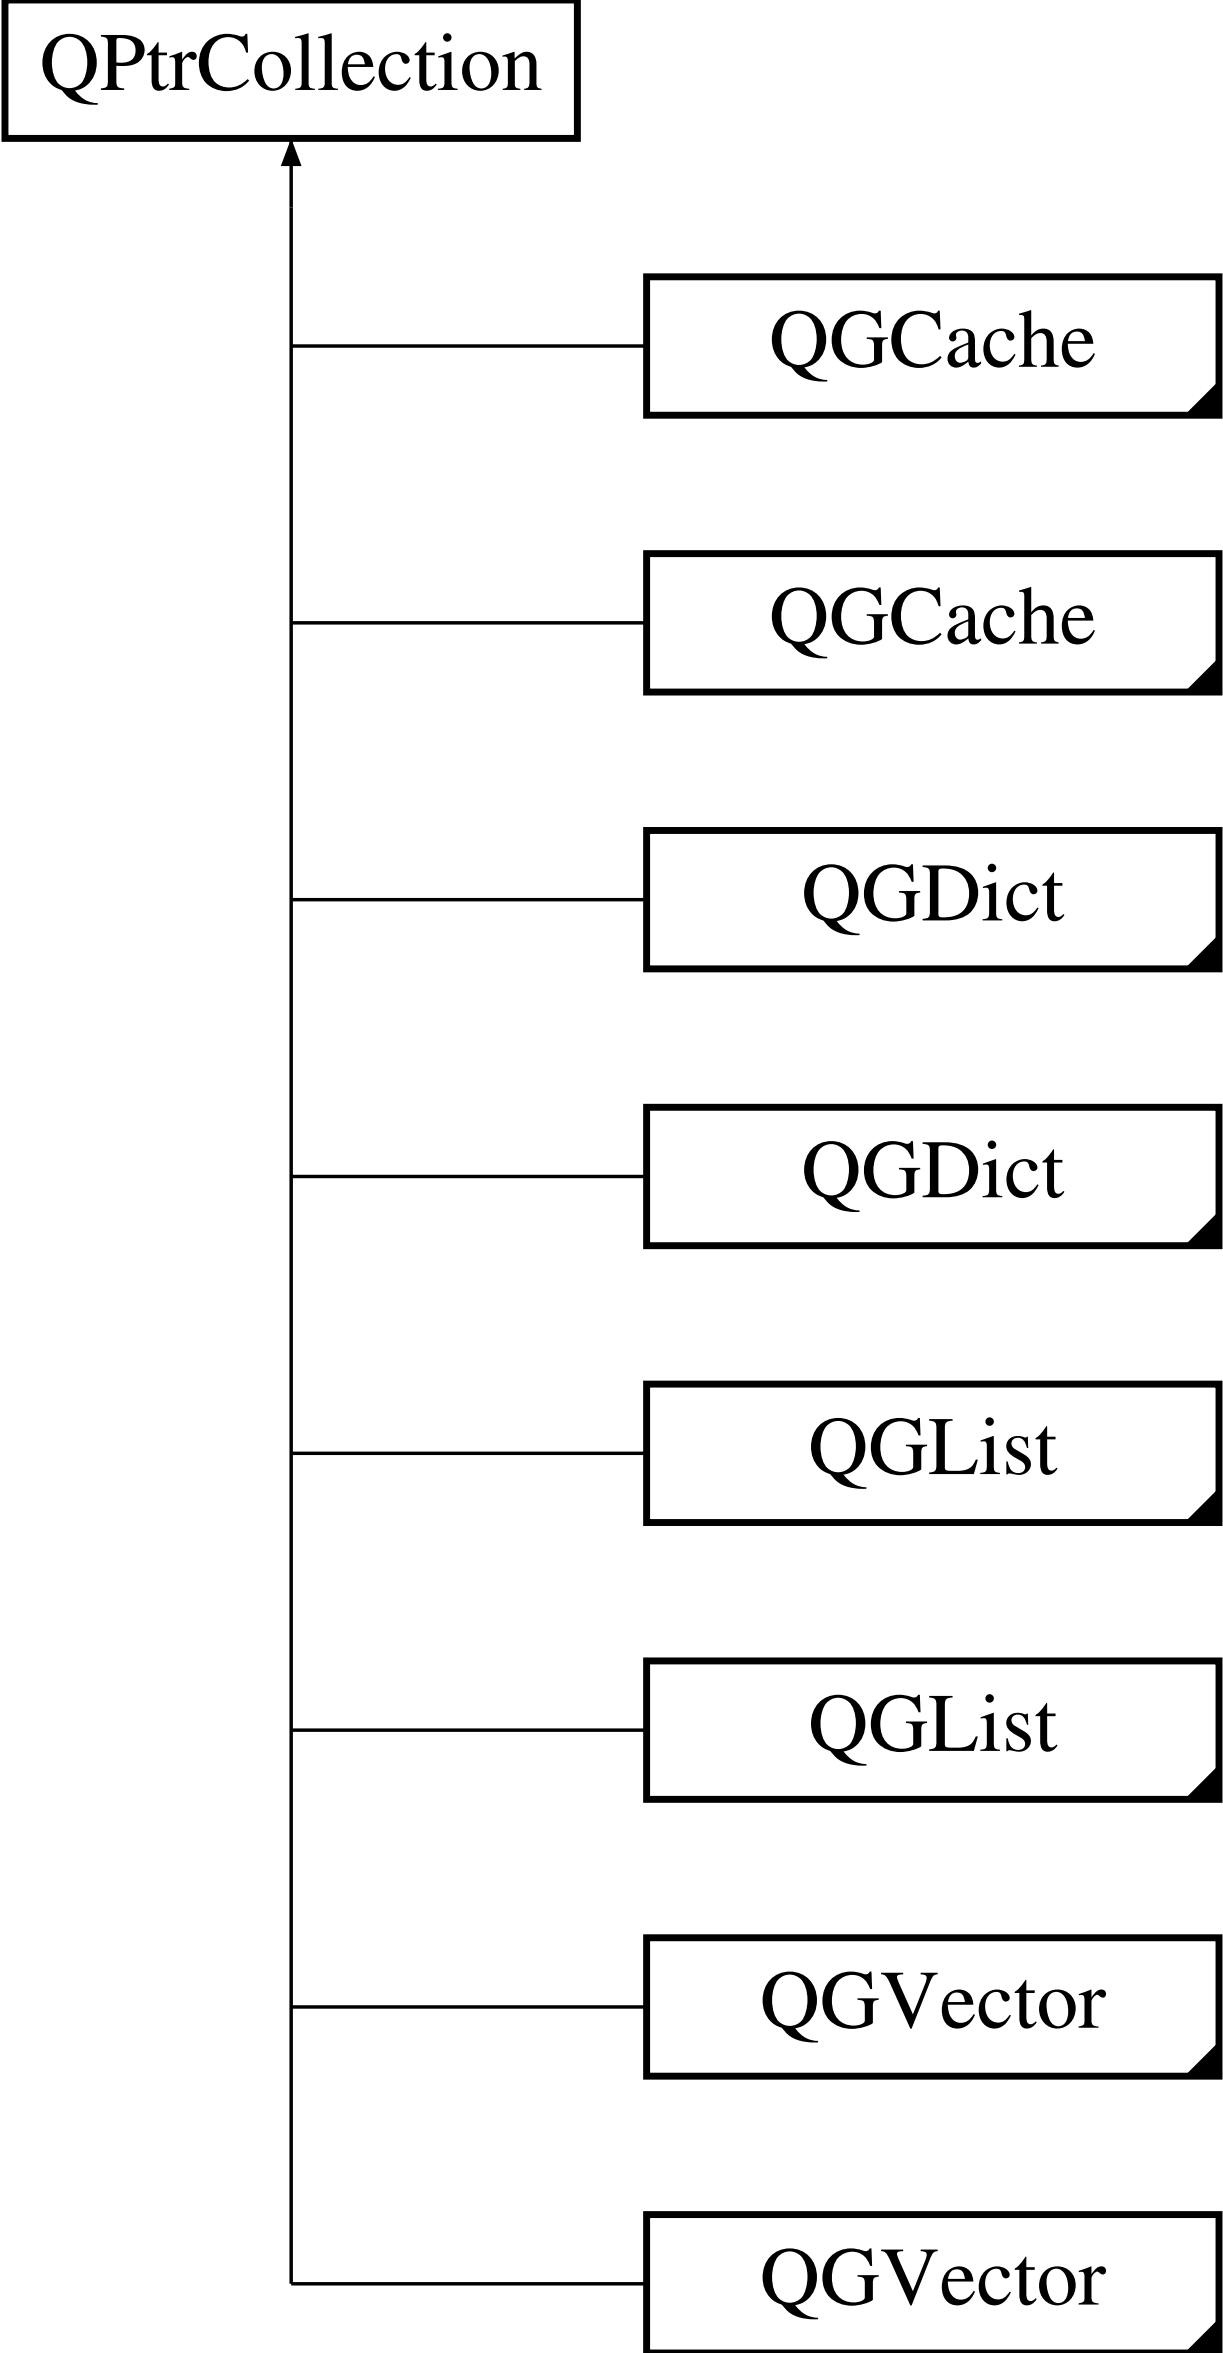 QPtrCollection
QGCache
QGCache
QGDict
QGDict
QGList
QGList
QGVector
QGVector